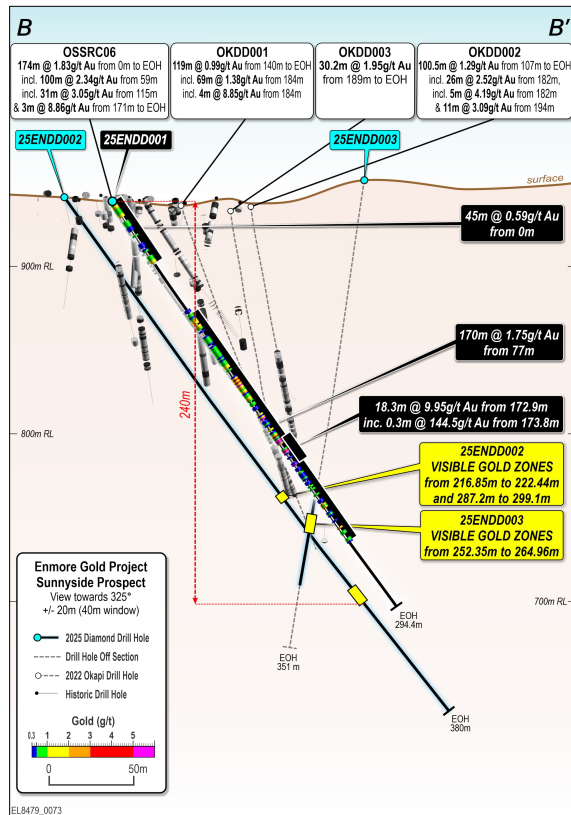 B
B'
OSSRC06
174m @ 1.83g/t Au from 0m to EOH
incl. 100m @ 2.34g/t Au from 59m
incl. 31m @ 3.05g/t Au from 115m
& 3m @ 8.86g/t Au from 171m to EOH
OKDD001
119m @ 0.99g/t Au from 140m to EOH
incl. 69m @ 1.38g/t Au from 184m
incl. 4m @ 8.85g/t Au from 184m
OKDD003
30.2m @ 1.95g/t Au
from 189m to EOH
OKDD002
100.5m @ 1.29g/t Au from 107m to EOH
incl. 26m @ 2.52g/t Au from 182m,
incl. 5m @ 4.19g/t Au from 182m
& 11m @ 3.09g/t Au from 194m
25ENDD002
25ENDD001
25ENDD003
surface
45m @ 0.59g/t Au
from 0m
900m RL
170m @ 1.75g/t Au
from 77m
240m
18.3m @ 9.95g/t Au from 172.9m
inc. 0.3m @ 144.5g/t Au from 173.8m
800m RL
25ENDD002
VISIBLE GOLD ZONES
from 216.85m to 222.44m
and 287.2m to 299.1m
25ENDD003
VISIBLE GOLD ZONES
from 252.35m to 264.96m
700m RL
EOH
294.4m
EOH
351 m
EOH
380m
Enmore Gold Project
Sunnyside Prospect
View towards 325°
+/- 20m (40m window)
2025 Diamond Drill Hole
Drill Hole Off Section
2022 Okapi Drill Hole
Historic Drill Hole
Gold (g/t)
0.3 1 2 3 4 5
0 50m
EL8479_0073